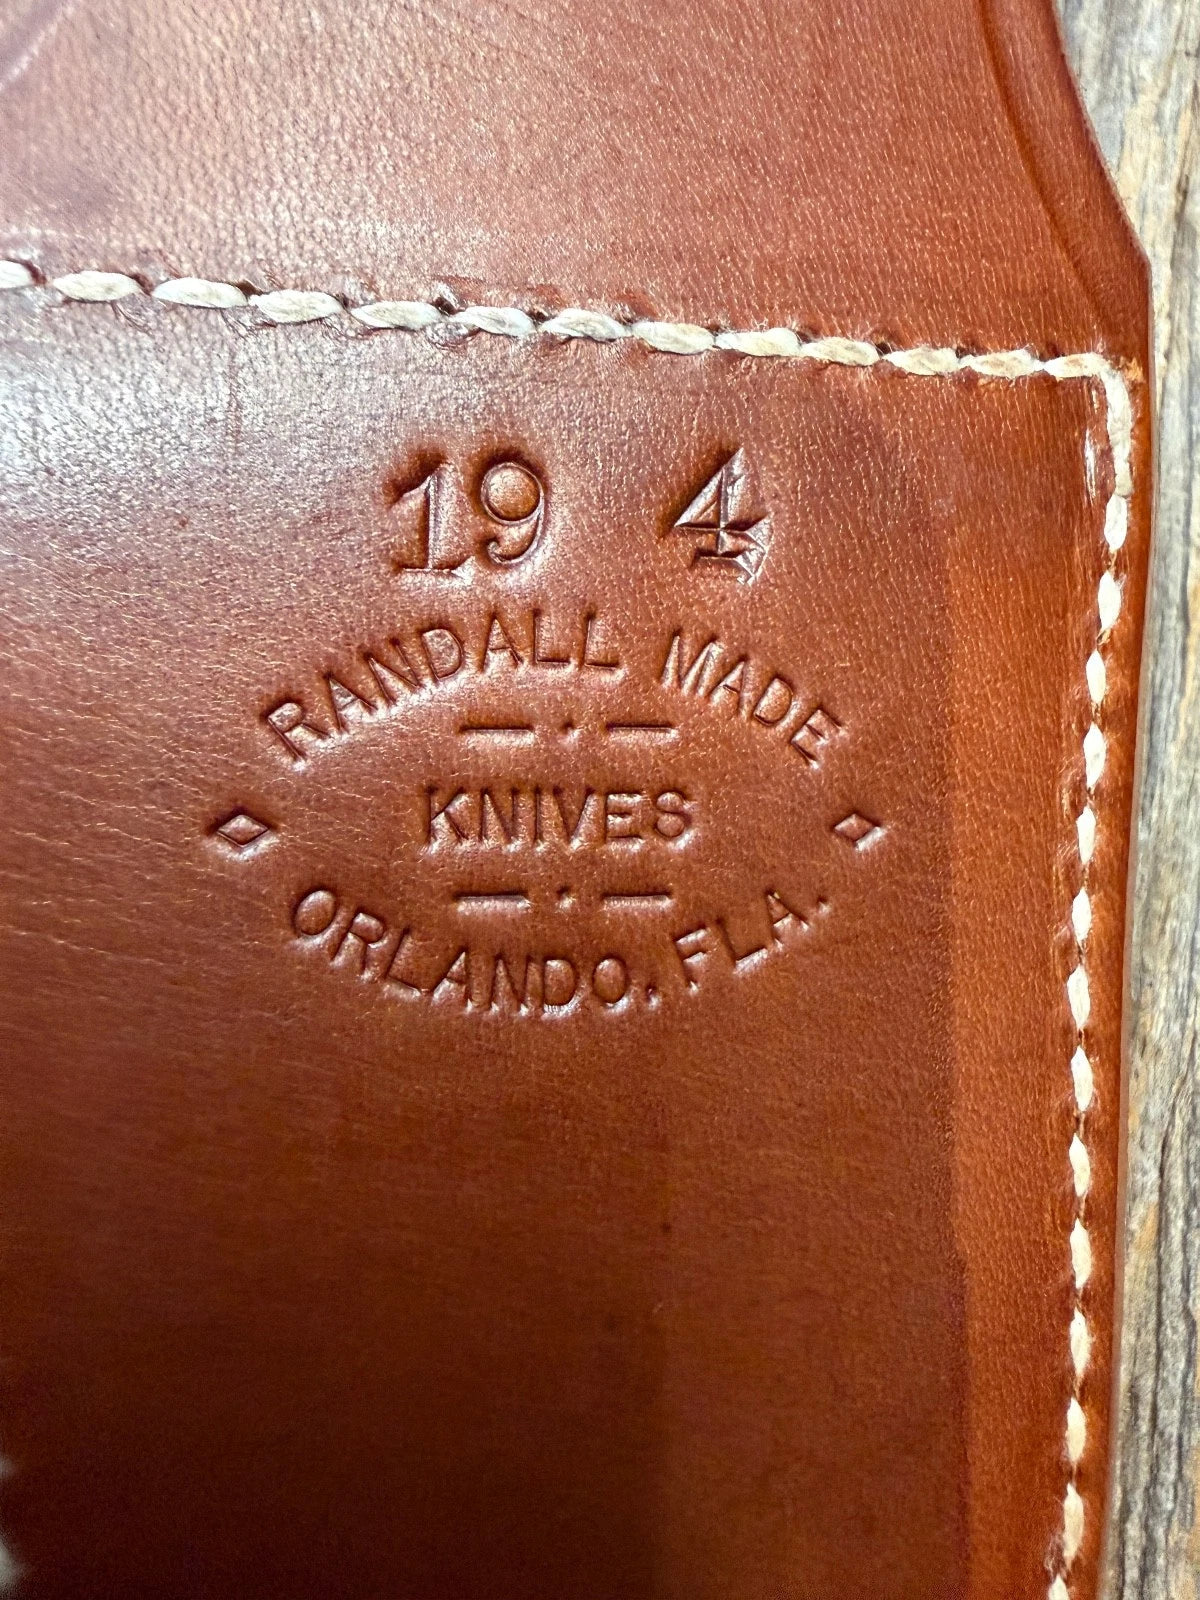 19 4
RANDALL MADE
KNIVES
ORLANDO, FLA.